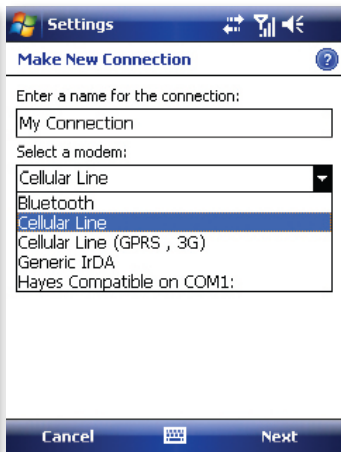 Settings
Make New Connection
?
Enter a name for the connection:
My Connection
Select a modem:
Cellular Line
Bluetooth
Cellular Line
Cellular Line (GPRS , 3G)
Generic IrDA
Hayes Compatible on COM1:
Cancel Next